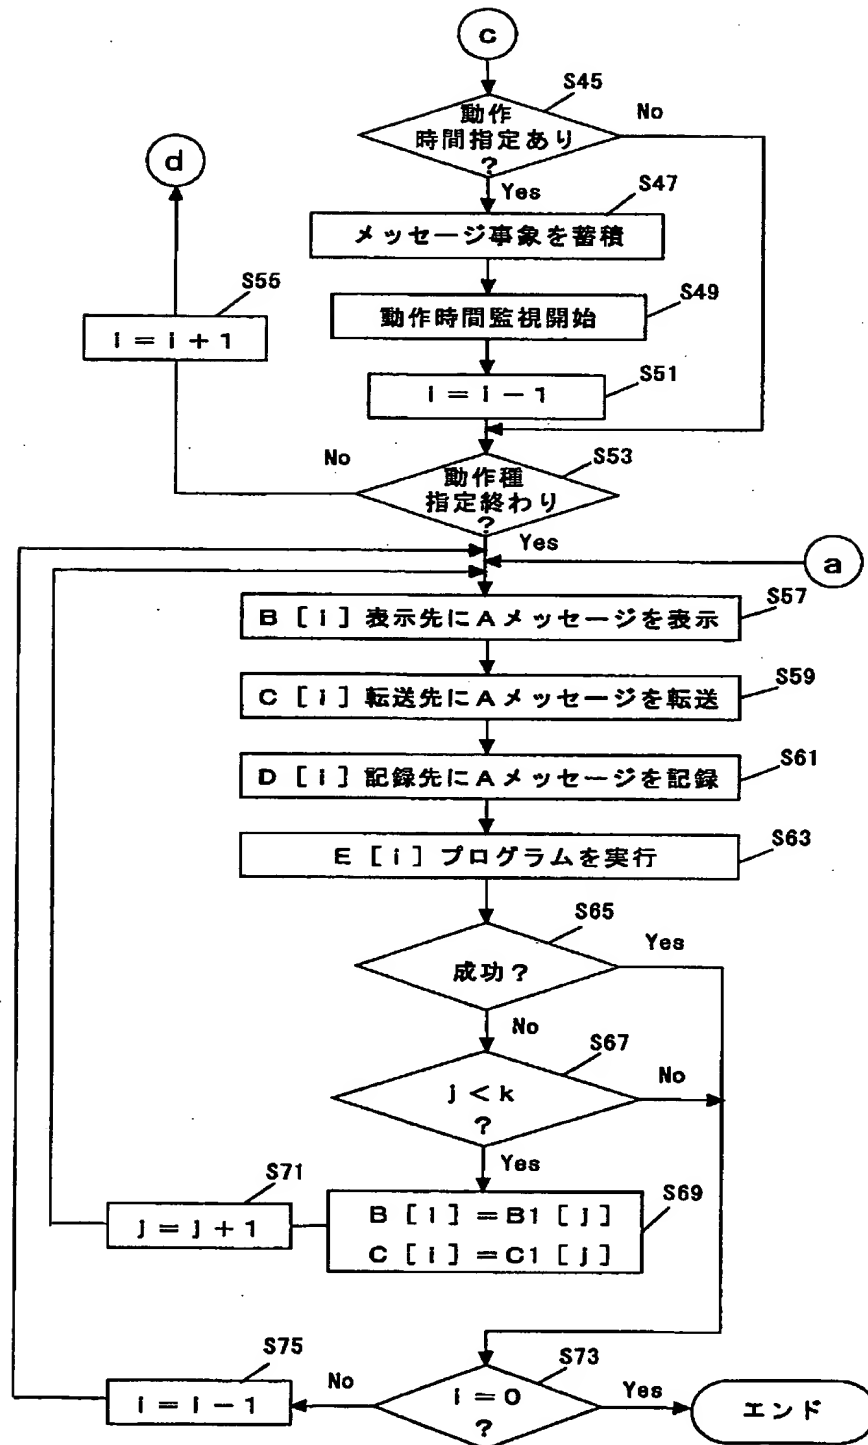 c
S45
動作
時間指定あり
?
No
Yes
d
S47
メッセージ事象を蓄積
S55
i = i + 1
S49
動作時間監視開始
S51
i = i - 1
No
S53
動作種
指定終わり
?
Yes
a
S57
B [i] 表示先にAメッセージを表示
S59
C [i] 転送先にAメッセージを転送
S61
D [i] 記録先にAメッセージを記録
S63
E [i] プログラムを実行
S65
成功?
Yes
No
S67
j < k
?
No
Yes
S71
j = j + 1
S69
B [i] = B1 [j]
C [i] = C1 [j]
S75
i = i - 1
No
S73
i = 0
?
Yes
エンド